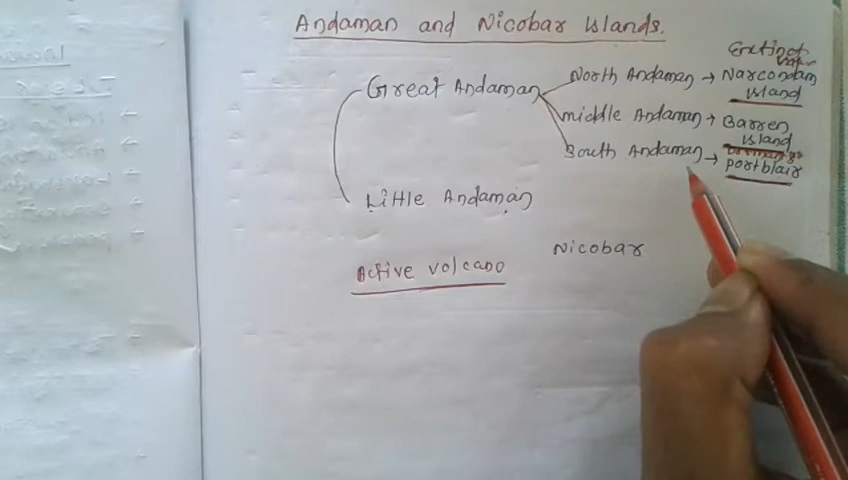 Andaman and Nicobar Islands.
Extinct
Great Andaman North Andaman → Narcondam
Island
middle Andaman → Barren
Island
South Andaman → Portblair
Little Andaman
Nicobar
Active volcano